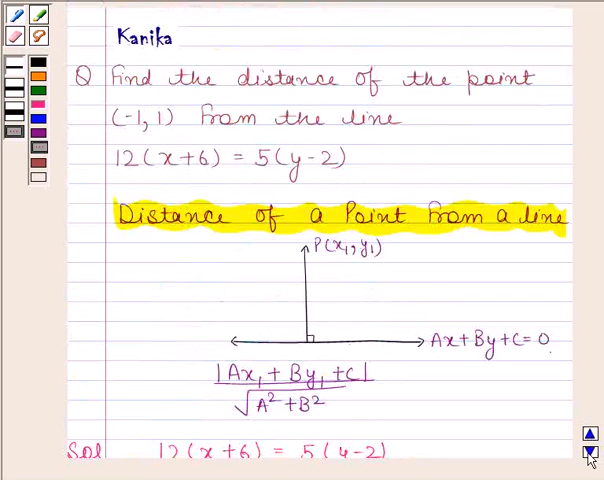 Kanika
Q Find the distance of the point
(-1, 1) from the line
12(x+6) = 5(y-2)
Distance of a Point from a line
P(x₁, y₁)
Ax+By+C=0
|Ax₁ + By₁ + C|
√A² + B²
Sol 12(x+6) = 5(y-2)